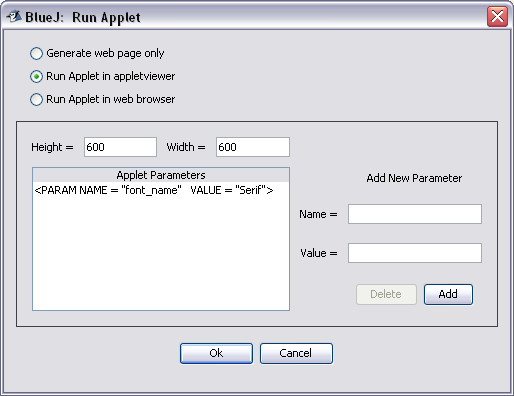 BlueJ: Run Applet
Generate web page only
Run Applet in appletviewer
Run Applet in web browser
Height = 600 Width = 600
Applet Parameters
<PARAM NAME = "font_name" VALUE = "Serif">
Add New Parameter
Name =
Value =
Delete Add
Ok Cancel